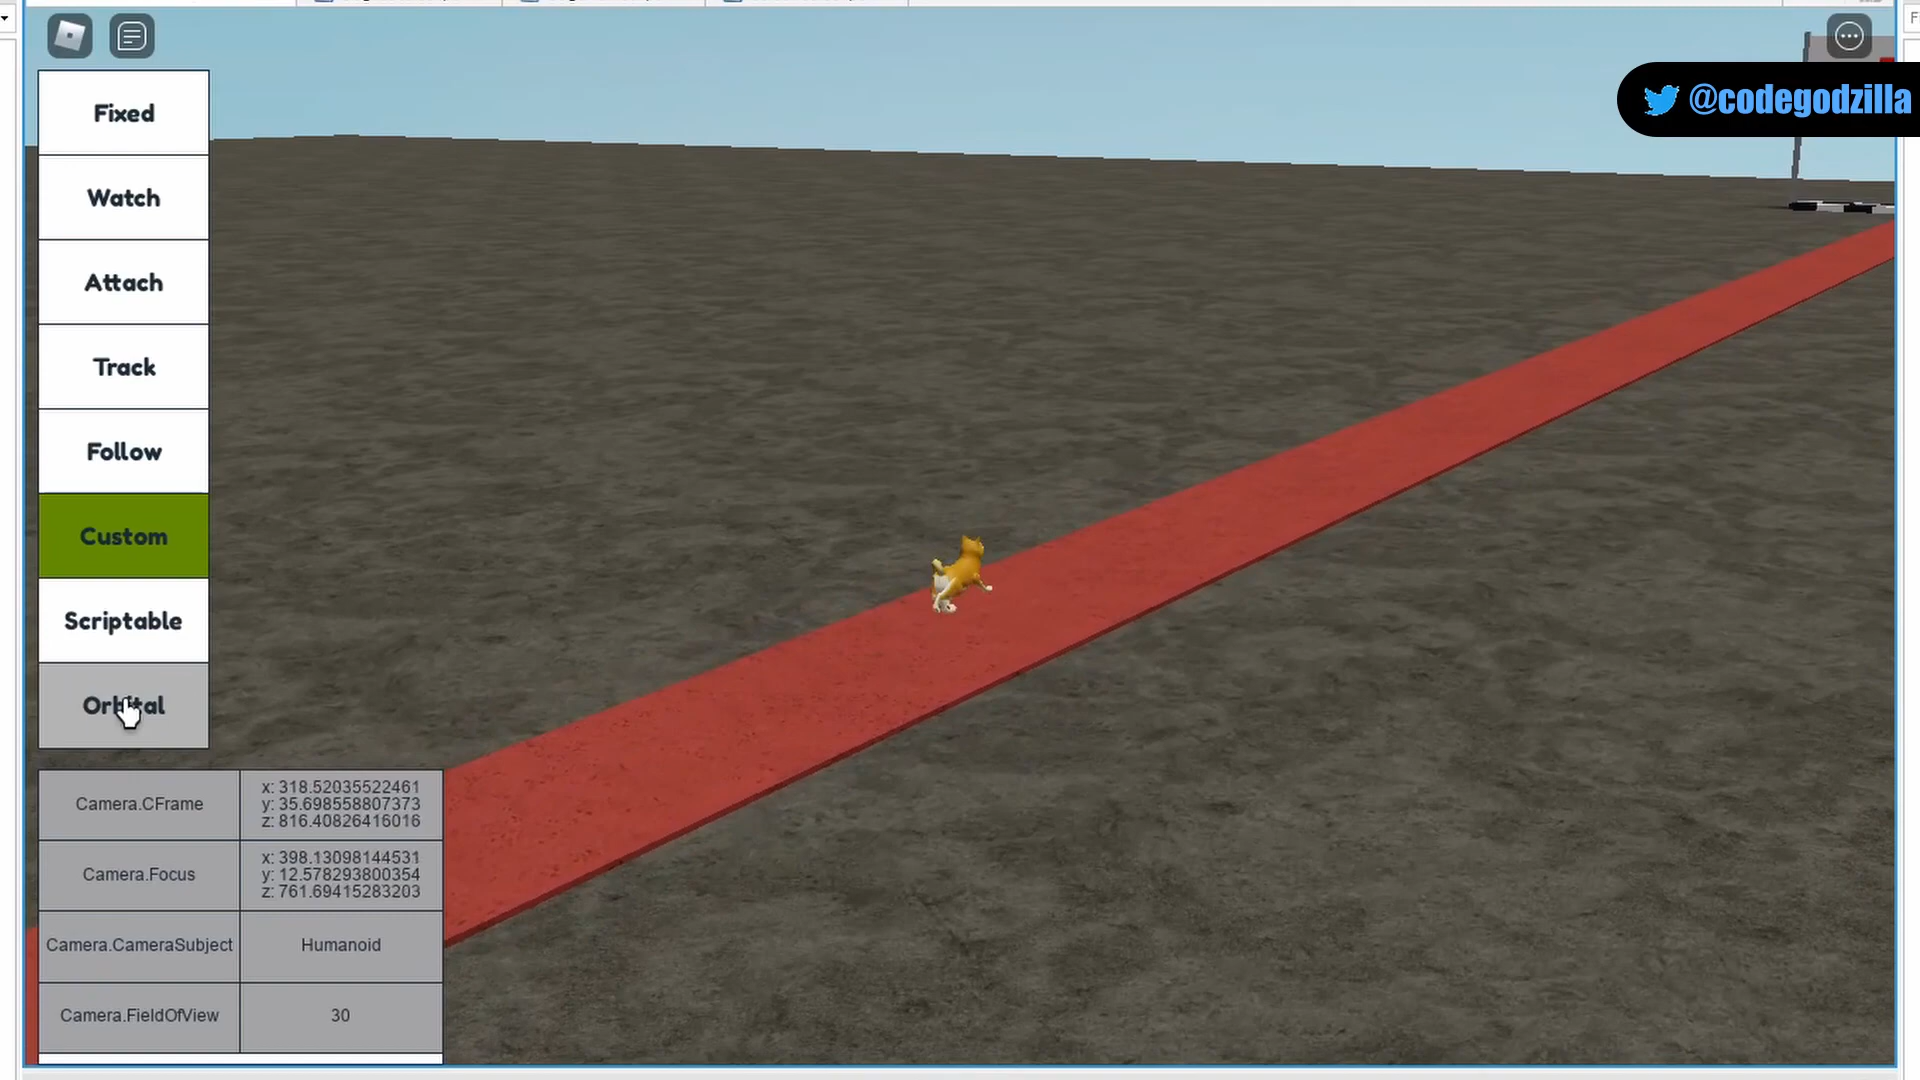 @codegodzilla
Fixed
Watch
Attach
Track
Follow
Custom
Scriptable
Orbital
Camera.CFrame
x: 318.52035522461
y: 35.698558807373
z: 816.40826416016
Camera.Focus
x: 398.13098144531
y: 12.578293800354
z: 761.69415283203
Camera.CameraSubject
Humanoid
Camera.FieldOfView
30